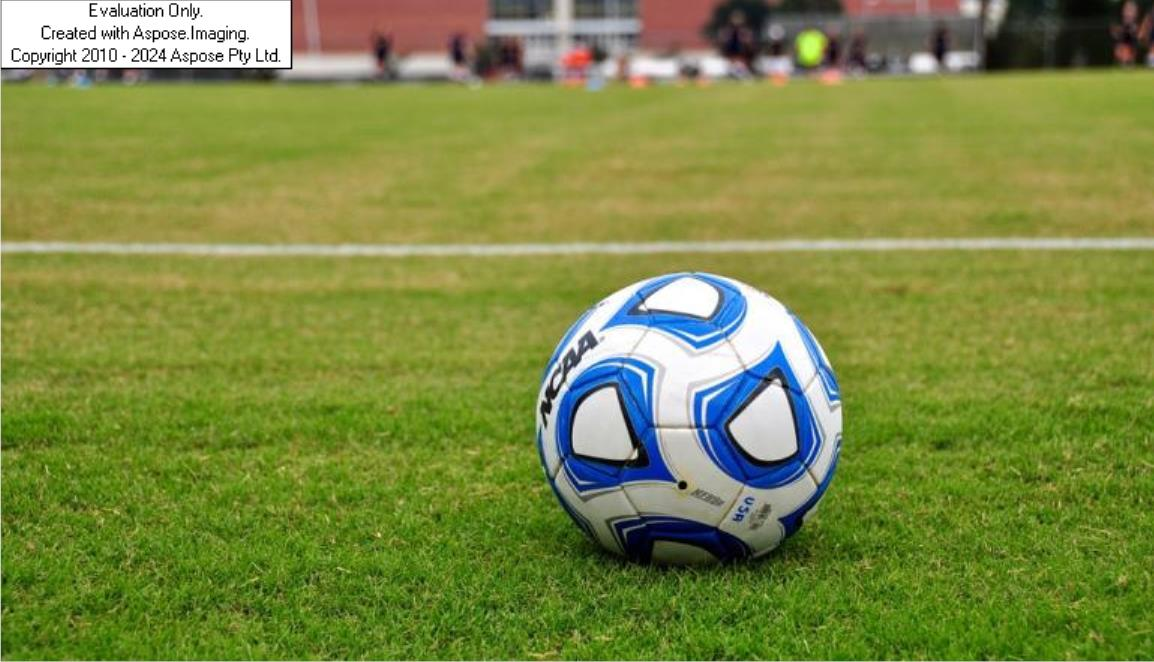 Evaluation Only.
Created with Aspose.Imaging.
Copyright 2010 - 2024 Aspose Pty Ltd.
NCAA
USA